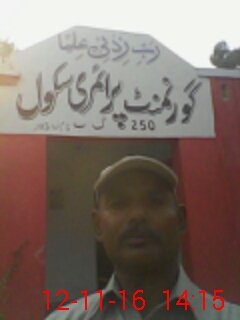 رب زدنی علما
گورنمنٹ پرائمری سکول
250 گ ب
12-11-16 14:15